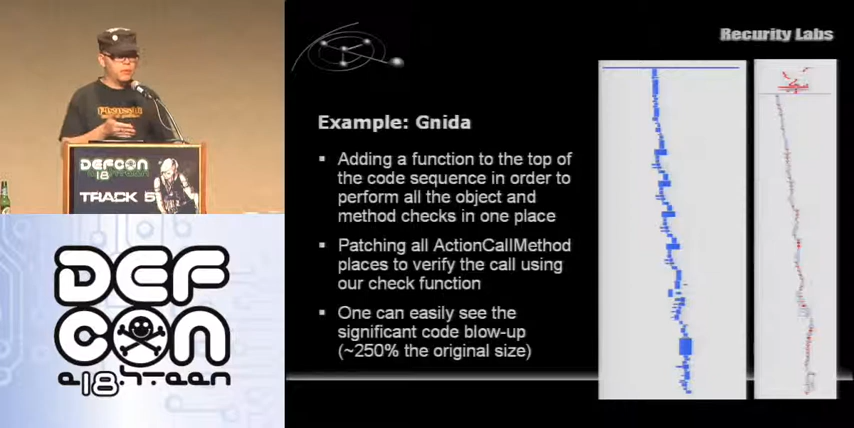 Recurity Labs
Example: Gnida
Adding a function to the top of
the code sequence in order to
perform all the object and
method checks in one place
Patching all ActionCallMethod
places to verify the call using
our check function
One can easily see the
significant code blow-up
(~250% the original size)
DEFCON
18
TRACK 5
DEF
CON
e18hteen